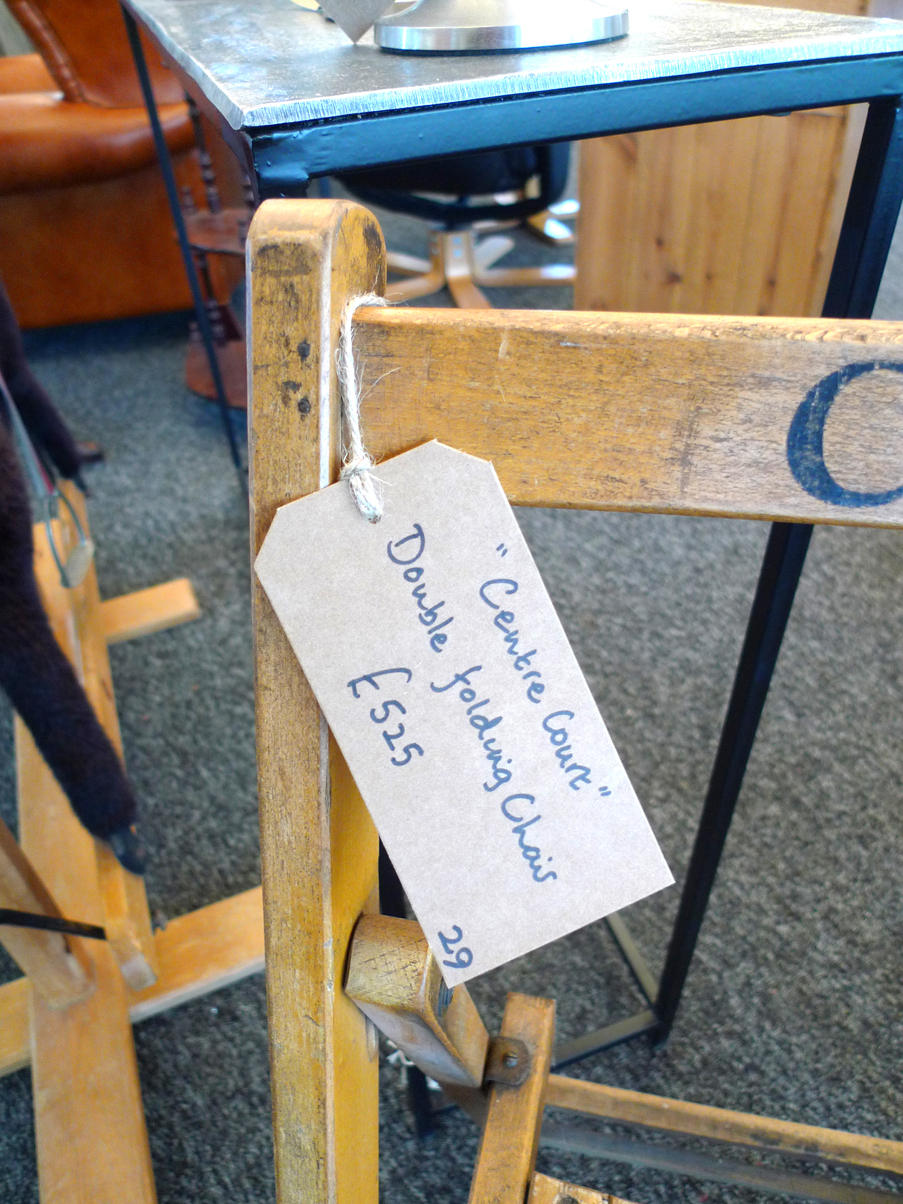 "Centre Court"
Double folding Chair
£525
29
C